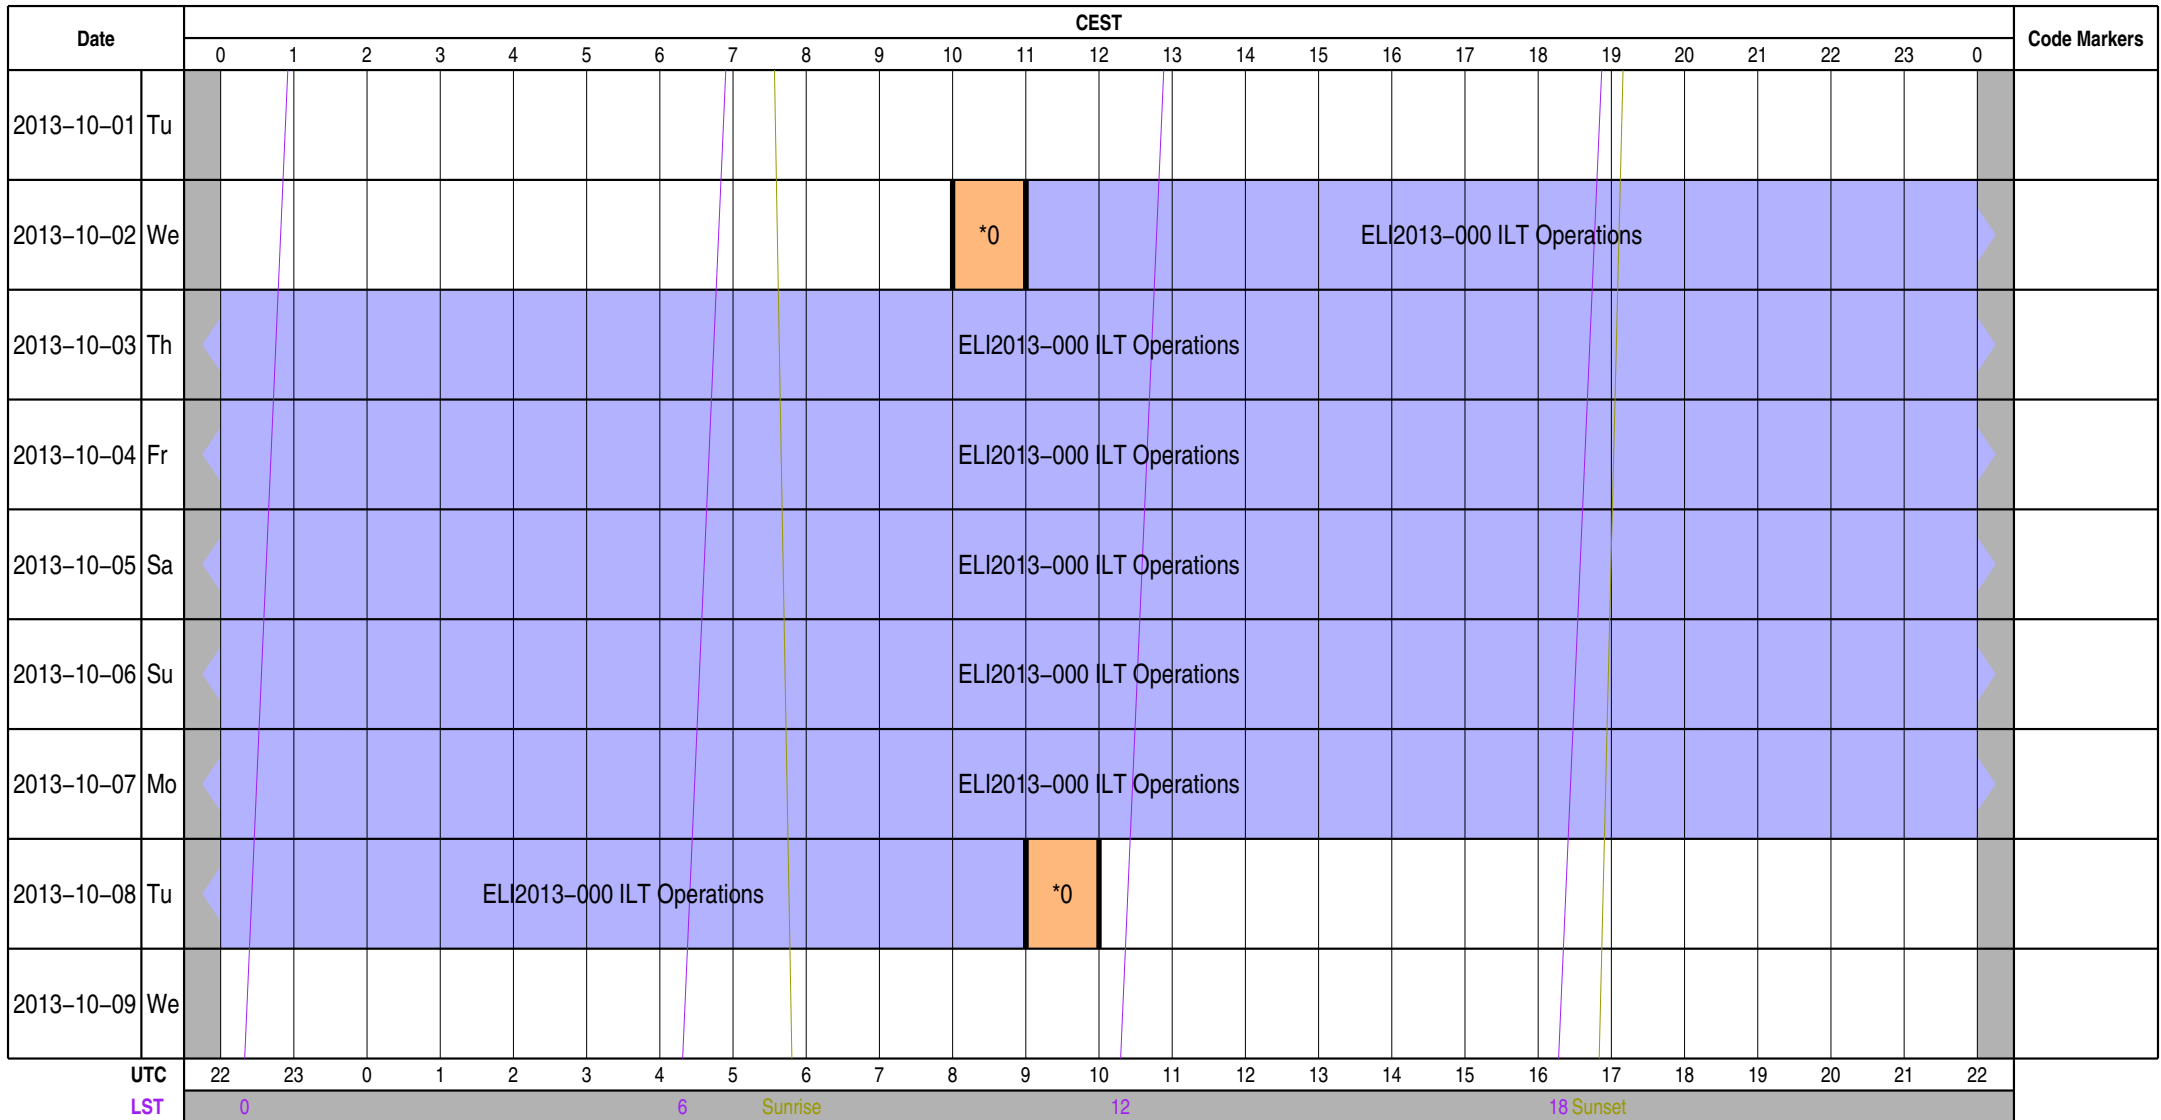 Date CEST Code Markers
0 1 2 3 4 5 6 7 8 9 10 11 12 13 14 15 16 17 18 19 20 21 22 23 0
2013–10–01 Tu
2013–10–02 We *0 ELI2013–000 ILT Operations
2013–10–03 Th ELI2013–000 ILT Operations
2013–10–04 Fr ELI2013–000 ILT Operations
2013–10–05 Sa ELI2013–000 ILT Operations
2013–10–06 Su ELI2013–000 ILT Operations
2013–10–07 Mo ELI2013–000 ILT Operations
2013–10–08 Tu ELI2013–000 ILT Operations *0
2013–10–09 We
UTC 22 23 0 1 2 3 4 5 6 7 8 9 10 11 12 13 14 15 16 17 18 19 20 21 22
LST 0 6 Sunrise 12 18 Sunset